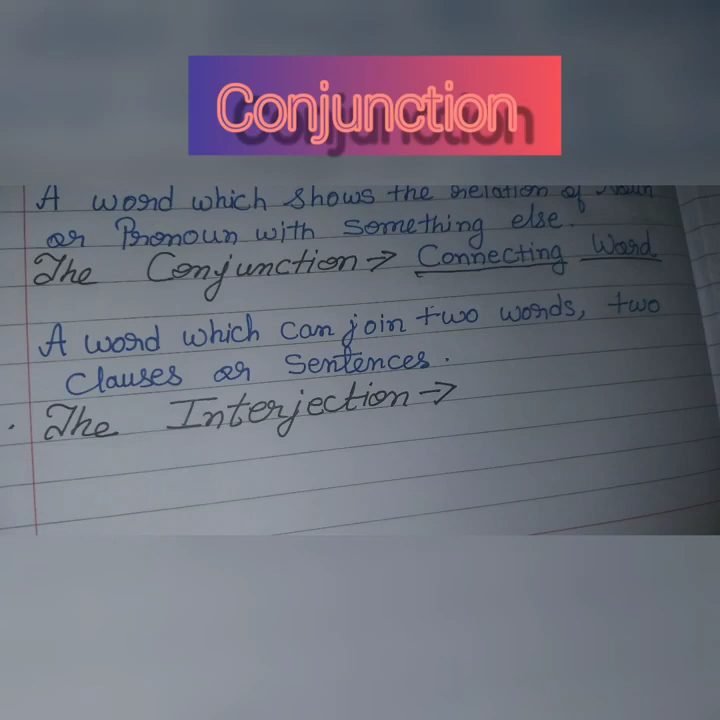 Conjunction
A word which shows the relation of Noun
or Pronoun with something else.
The Conjunction → Connecting Word
A word which can join two words, two
Clauses or Sentences.
. The Interjection →